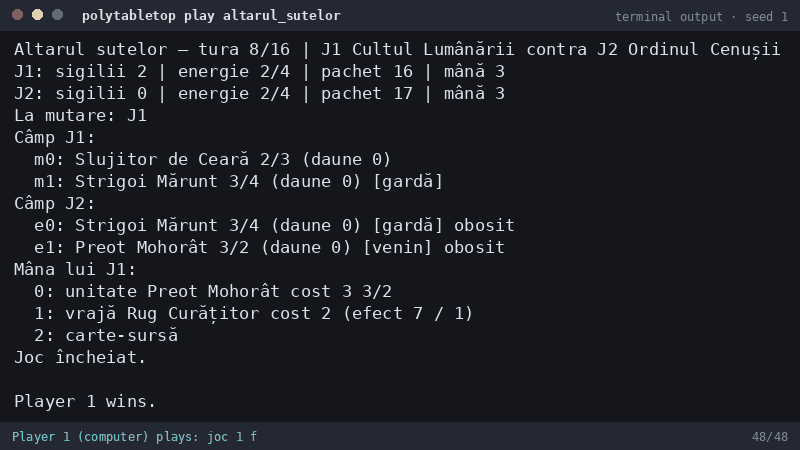 polytabletop play altarul_sutelor
terminal output · seed 1
Altarul sutelor — tura 8/16 | J1 Cultul Lumânării contra J2 Ordinul Cenușii
J1: sigilii 2 | energie 2/4 | pachet 16 | mână 3
J2: sigilii 0 | energie 2/4 | pachet 17 | mână 3
La mutare: J1
Câmp J1:
m0: Slujitor de Ceară 2/3 (daune 0)
m1: Strigoi Mărunt 3/4 (daune 0) [gardă]
Câmp J2:
e0: Strigoi Mărunt 3/4 (daune 0) [gardă] obosit
e1: Preot Mohorât 3/2 (daune 0) [venin] obosit
Mâna lui J1:
0: unitate Preot Mohorât cost 3 3/2
1: vrajă Rug Curățitor cost 2 (efect 7 / 1)
2: carte-sursă
Joc încheiat.
Player 1 wins.
Player 1 (computer) plays: joc 1 f
48/48